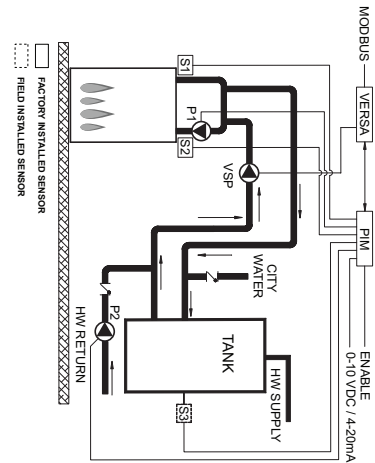 MODBUS
VERSA
PIM
ENABLE
0-10 VDC / 4-20mA
S1
P1
S2
VSP
CITY
WATER
TANK
HW SUPPLY
S3
P2
HW RETURN
FACTORY INSTALLED SENSOR
FIELD INSTALLED SENSOR